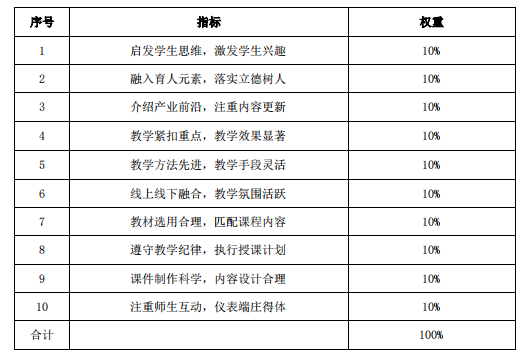 序号 指标 权重
1 启发学生思维，激发学生兴趣 10%
2 融入育人元素，落实立德树人 10%
3 介绍产业前沿，注重内容更新 10%
4 教学紧扣重点，教学效果显著 10%
5 教学方法先进，教学手段灵活 10%
6 线上线下融合，教学氛围活跃 10%
7 教材选用合理，匹配课程内容 10%
8 遵守教学纪律，执行授课计划 10%
9 课件制作科学，内容设计合理 10%
10 注重师生互动，仪表端庄得体 10%
合计 100%